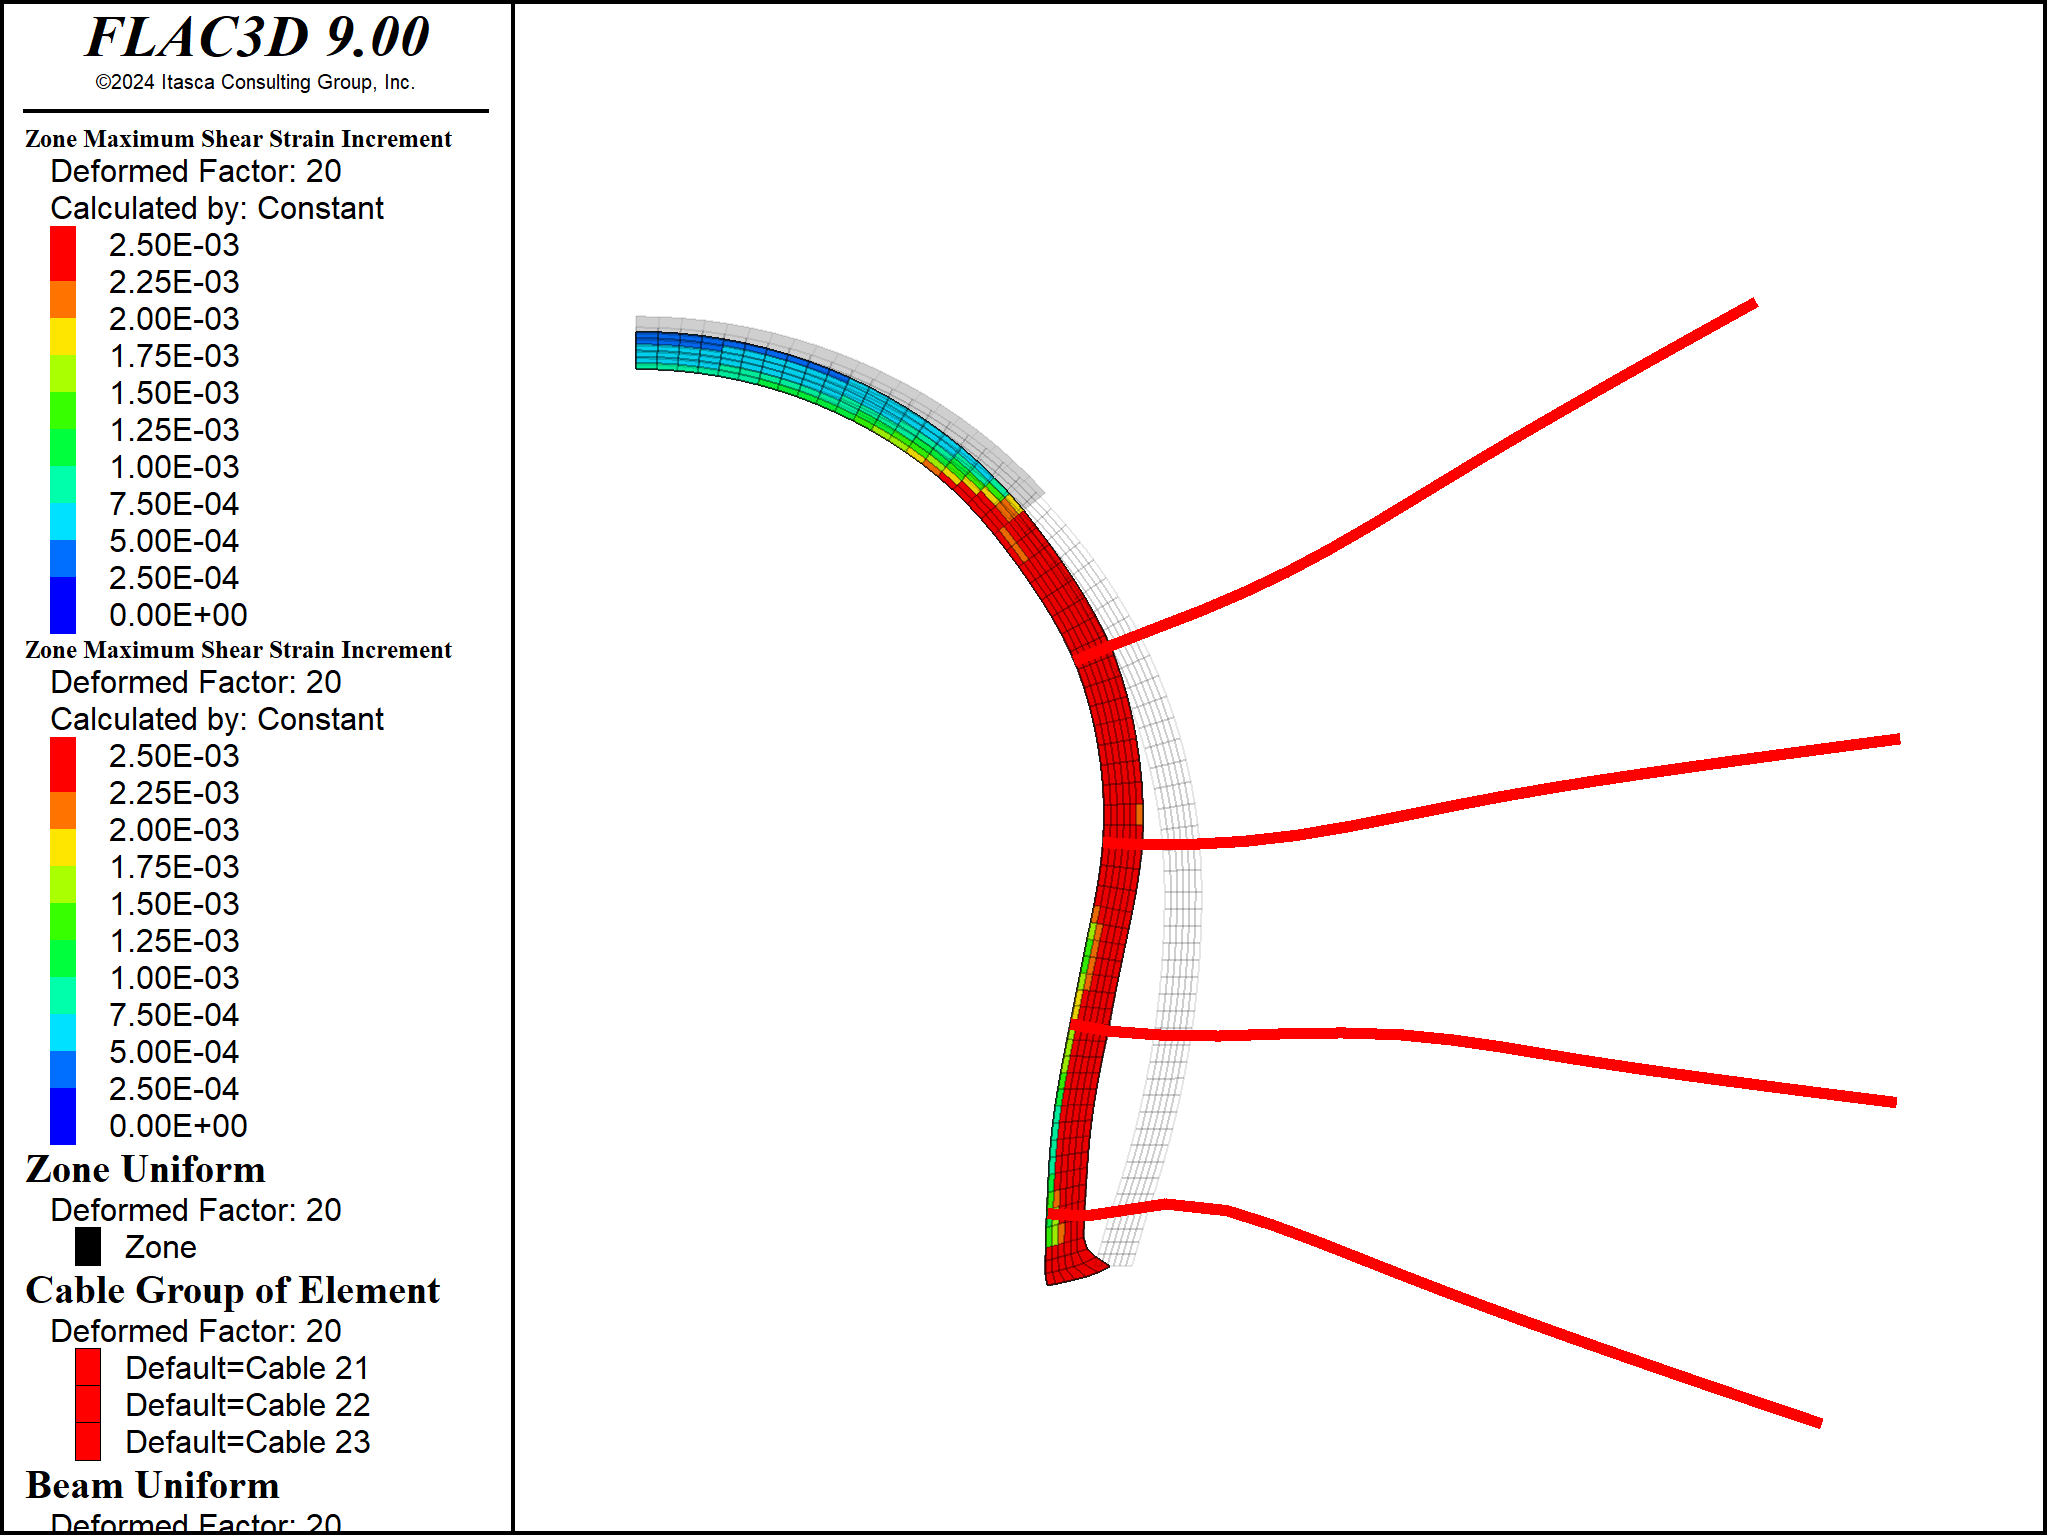 FLAC3D 9.00
©2024 Itasca Consulting Group, Inc.
Zone Maximum Shear Strain Increment
Deformed Factor: 20
Calculated by: Constant
2.50E-03
2.25E-03
2.00E-03
1.75E-03
1.50E-03
1.25E-03
1.00E-03
7.50E-04
5.00E-04
2.50E-04
0.00E+00
Zone Maximum Shear Strain Increment
Deformed Factor: 20
Calculated by: Constant
2.50E-03
2.25E-03
2.00E-03
1.75E-03
1.50E-03
1.25E-03
1.00E-03
7.50E-04
5.00E-04
2.50E-04
0.00E+00
Zone Uniform
Deformed Factor: 20
Zone
Cable Group of Element
Deformed Factor: 20
Default=Cable 21
Default=Cable 22
Default=Cable 23
Beam Uniform
Deformed Factor: 20